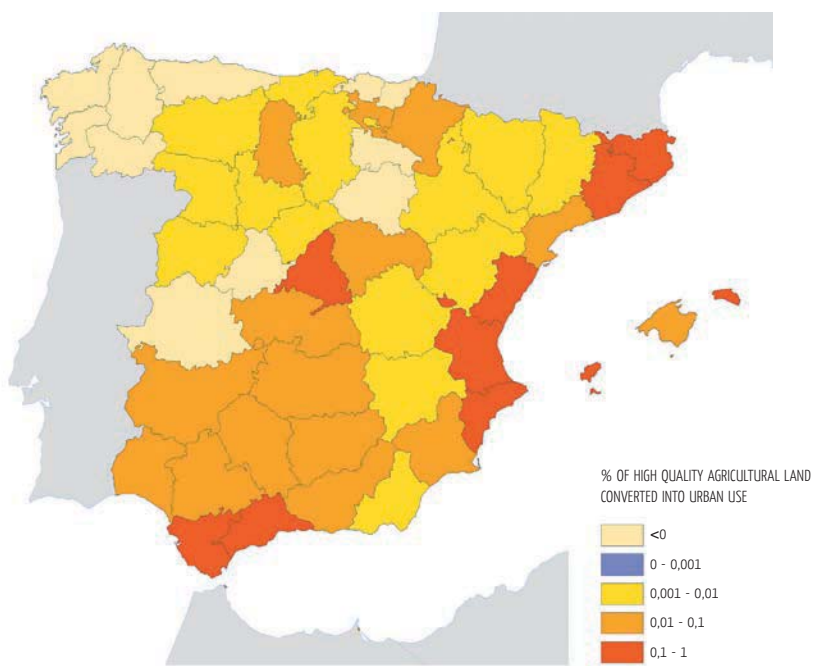 % OF HIGH QUALITY AGRICULTURAL LAND
CONVERTED INTO URBAN USE
<0
0 - 0,001
0,001 - 0,01
0,01 - 0,1
0,1 - 1